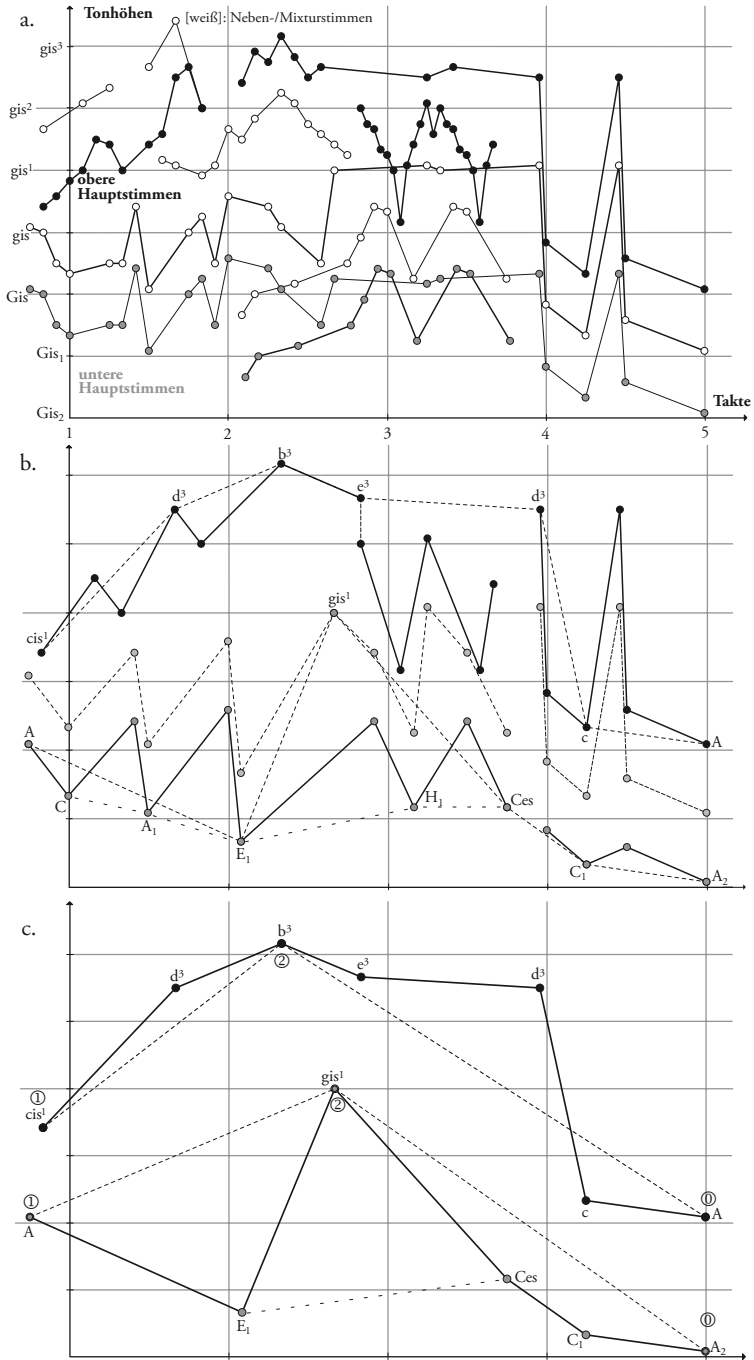 a.
Tonhöhen
[weiß]: Neben-/Mixturstimmen
gis³
gis²
gis¹
obere
Hauptstimmen
gis
Gis
Gis₁
untere
Hauptstimmen
Gis₂
Takte
1 2 3 4 5
b.
b³
d³ e³ d³
gis¹
cis¹
A c A
C A₁ H₁ Ces
E₁
C₁ A₂
c.
b³
d³ ② e³ d³
gis¹
① ②
cis¹
① ⓪
A c A
Ces
E₁ ⓪
C₁ A₂